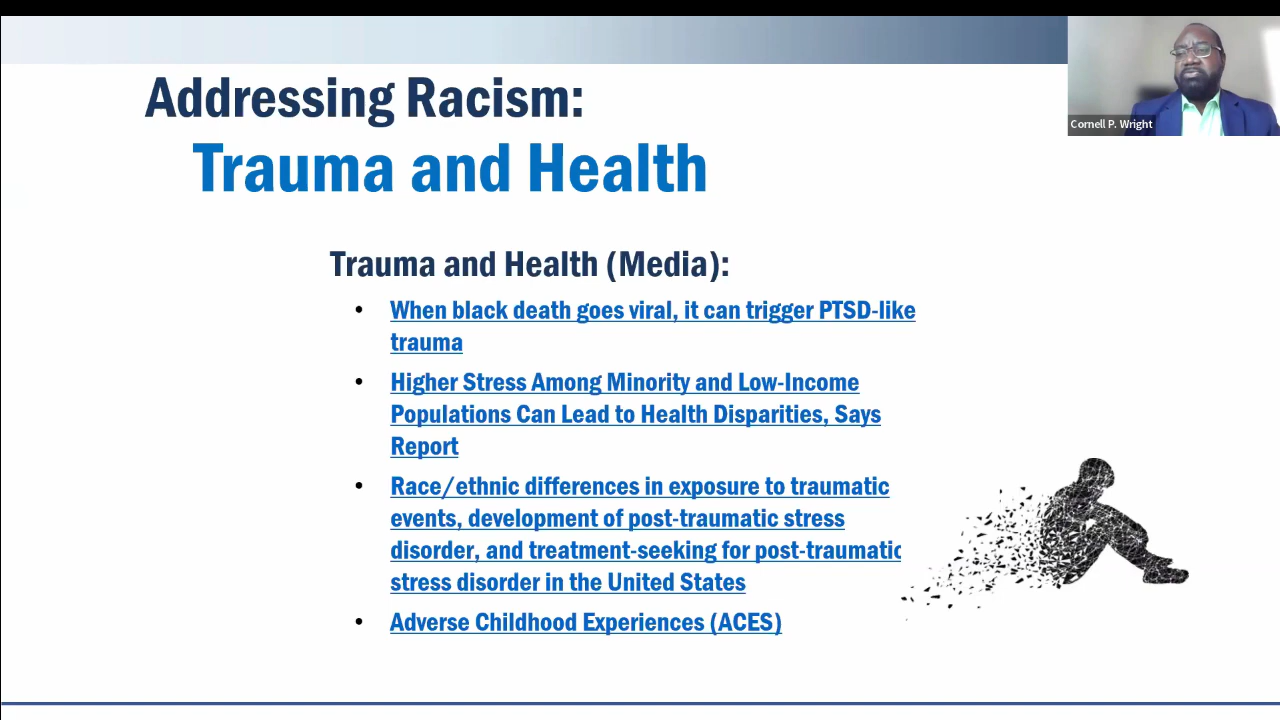 Addressing Racism:
Trauma and Health
Cornell P. Wright
Trauma and Health (Media):
• When black death goes viral, it can trigger PTSD-like
trauma
• Higher Stress Among Minority and Low-Income
Populations Can Lead to Health Disparities, Says
Report
• Race/ethnic differences in exposure to traumatic
events, development of post-traumatic stress
disorder, and treatment-seeking for post-traumatic
stress disorder in the United States
• Adverse Childhood Experiences (ACES)